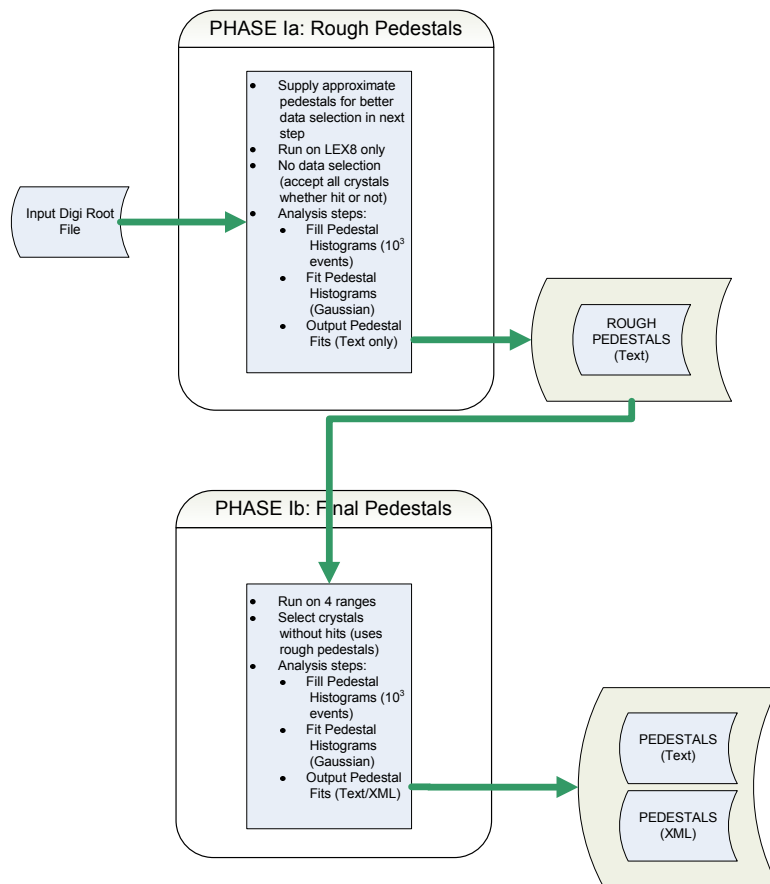 PHASE Ia: Rough Pedestals
• Supply approximate
pedestals for better
data selection in next
step
• Run on LEX8 only
• No data selection
(accept all crystals
whether hit or not)
• Analysis steps:
• Fill Pedestal
Histograms (10³
events)
• Fit Pedestal
Histograms
(Gaussian)
• Output Pedestal
Fits (Text only)
Input Digi Root
File
ROUGH
PEDESTALS
(Text)
PHASE Ib: Final Pedestals
• Run on 4 ranges
• Select crystals
without hits (uses
rough pedestals)
• Analysis steps:
• Fill Pedestal
Histograms (10³
events)
• Fit Pedestal
Histograms
(Gaussian)
• Output Pedestal
Fits (Text/XML)
PEDESTALS
(Text)
PEDESTALS
(XML)